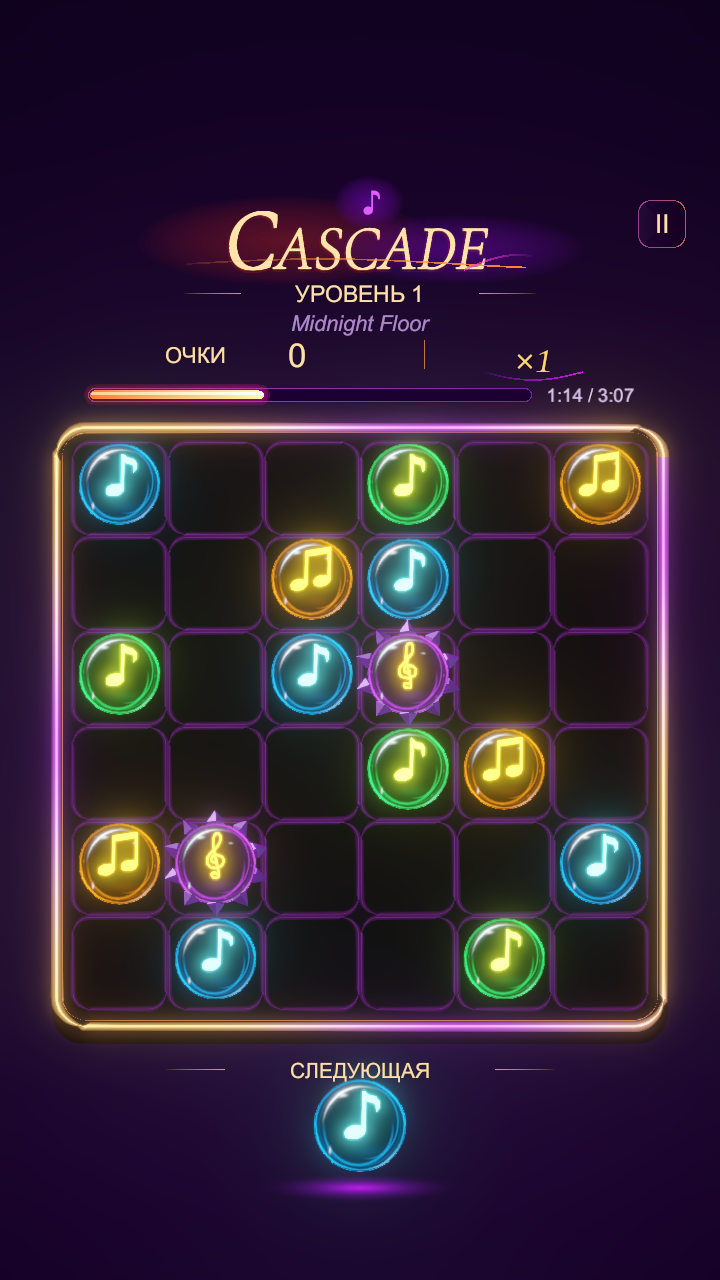 CASCADE
УРОВЕНЬ 1
Midnight Floor
ОЧКИ 0 ×1
1:14 / 3:07
СЛЕДУЮЩАЯ